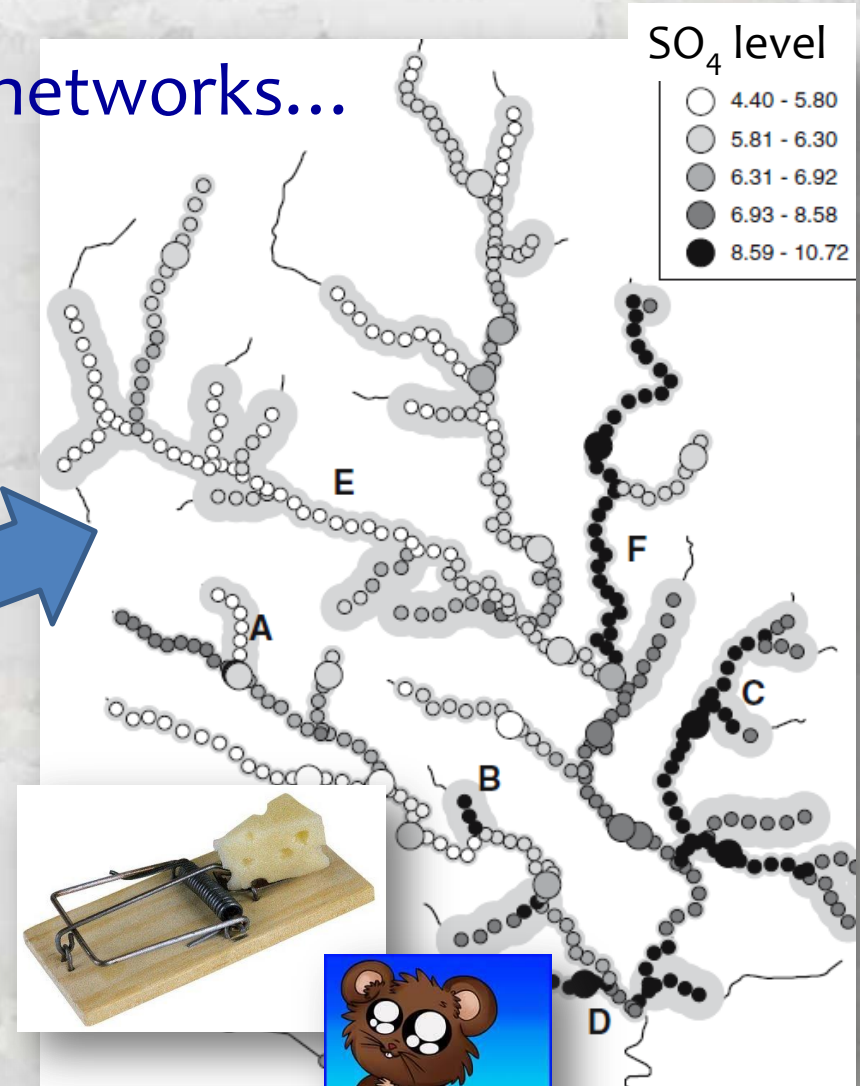 networks...
SO₄ level
4.40 - 5.80
5.81 - 6.30
6.31 - 6.92
6.93 - 8.58
8.59 - 10.72
E
F
A
C
B
D